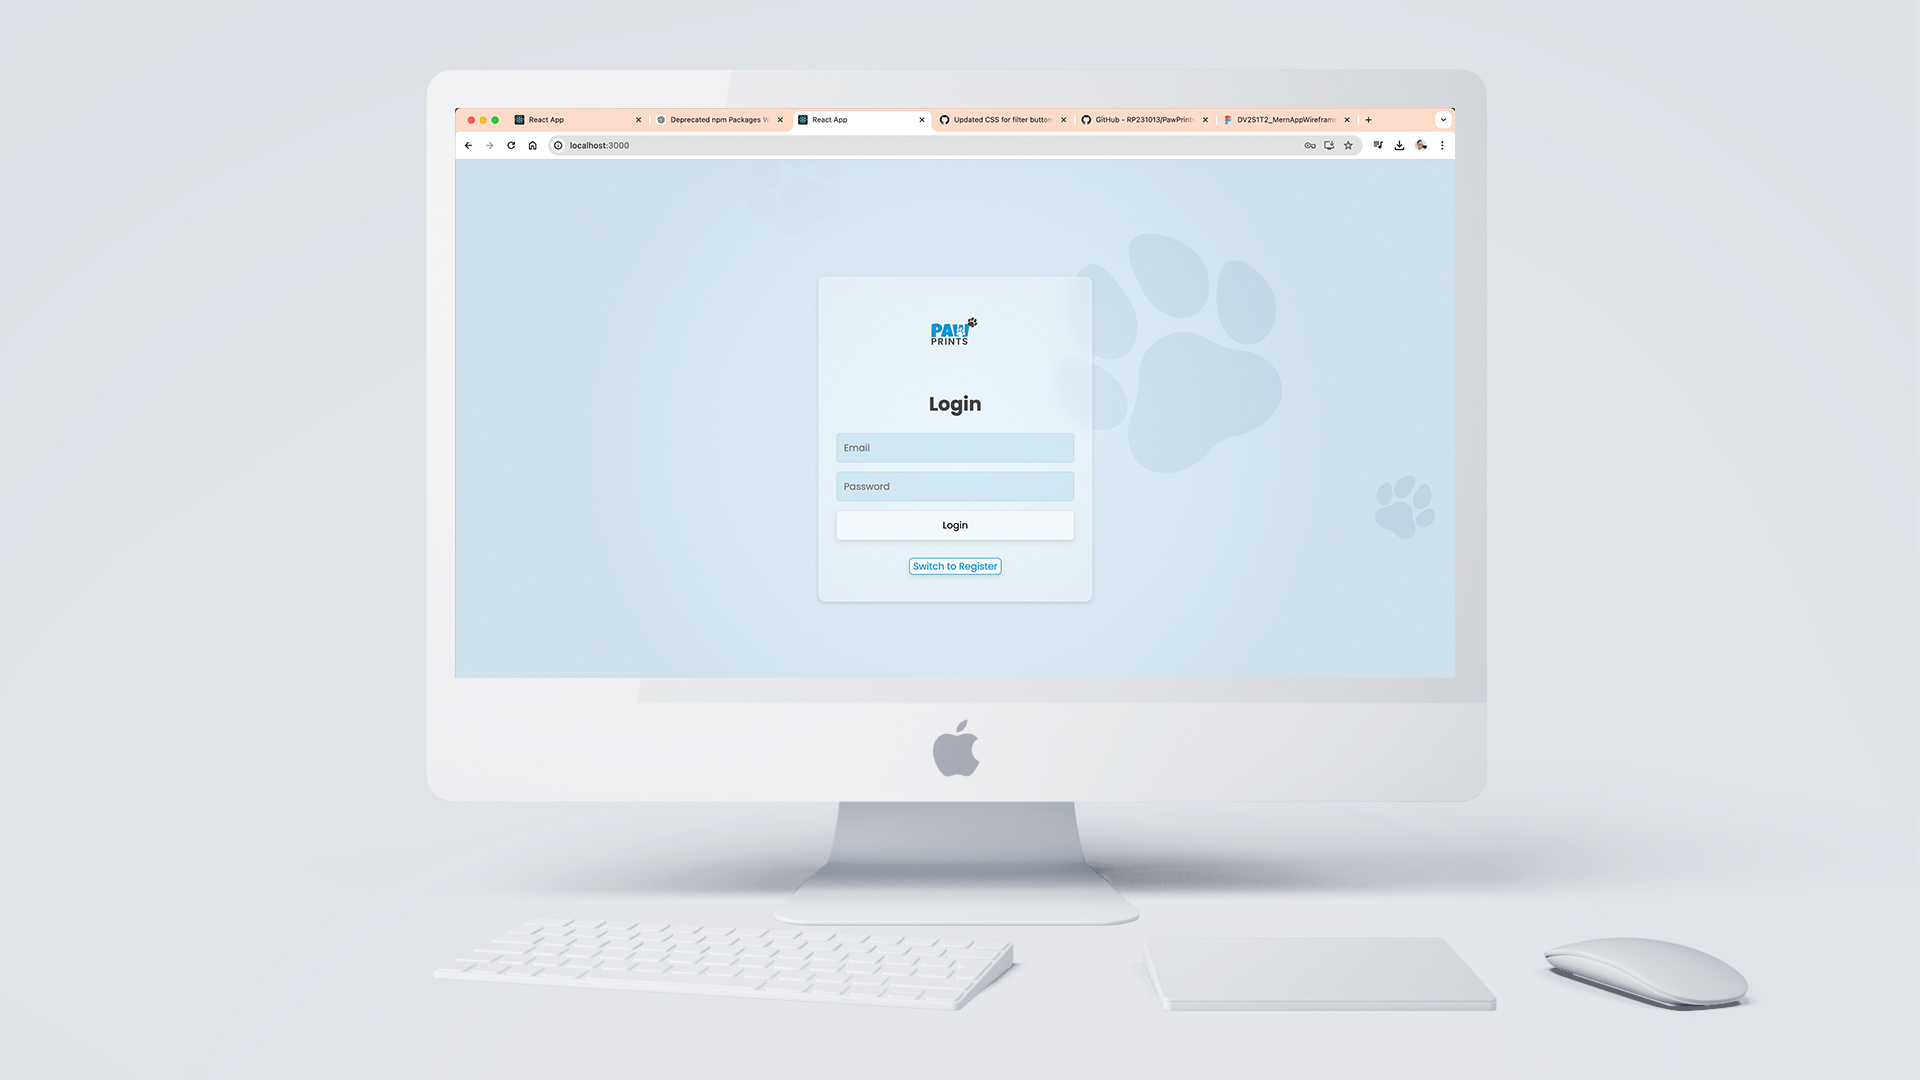 React App
Deprecated npm Packages W
React App
Updated CSS for filter button
GitHub - RP231013/PawPrints
DV2S1T2_MernAppWireframe
localhost:3000
PAW
PRINTS
Login
Email
Password
Login
Switch to Register